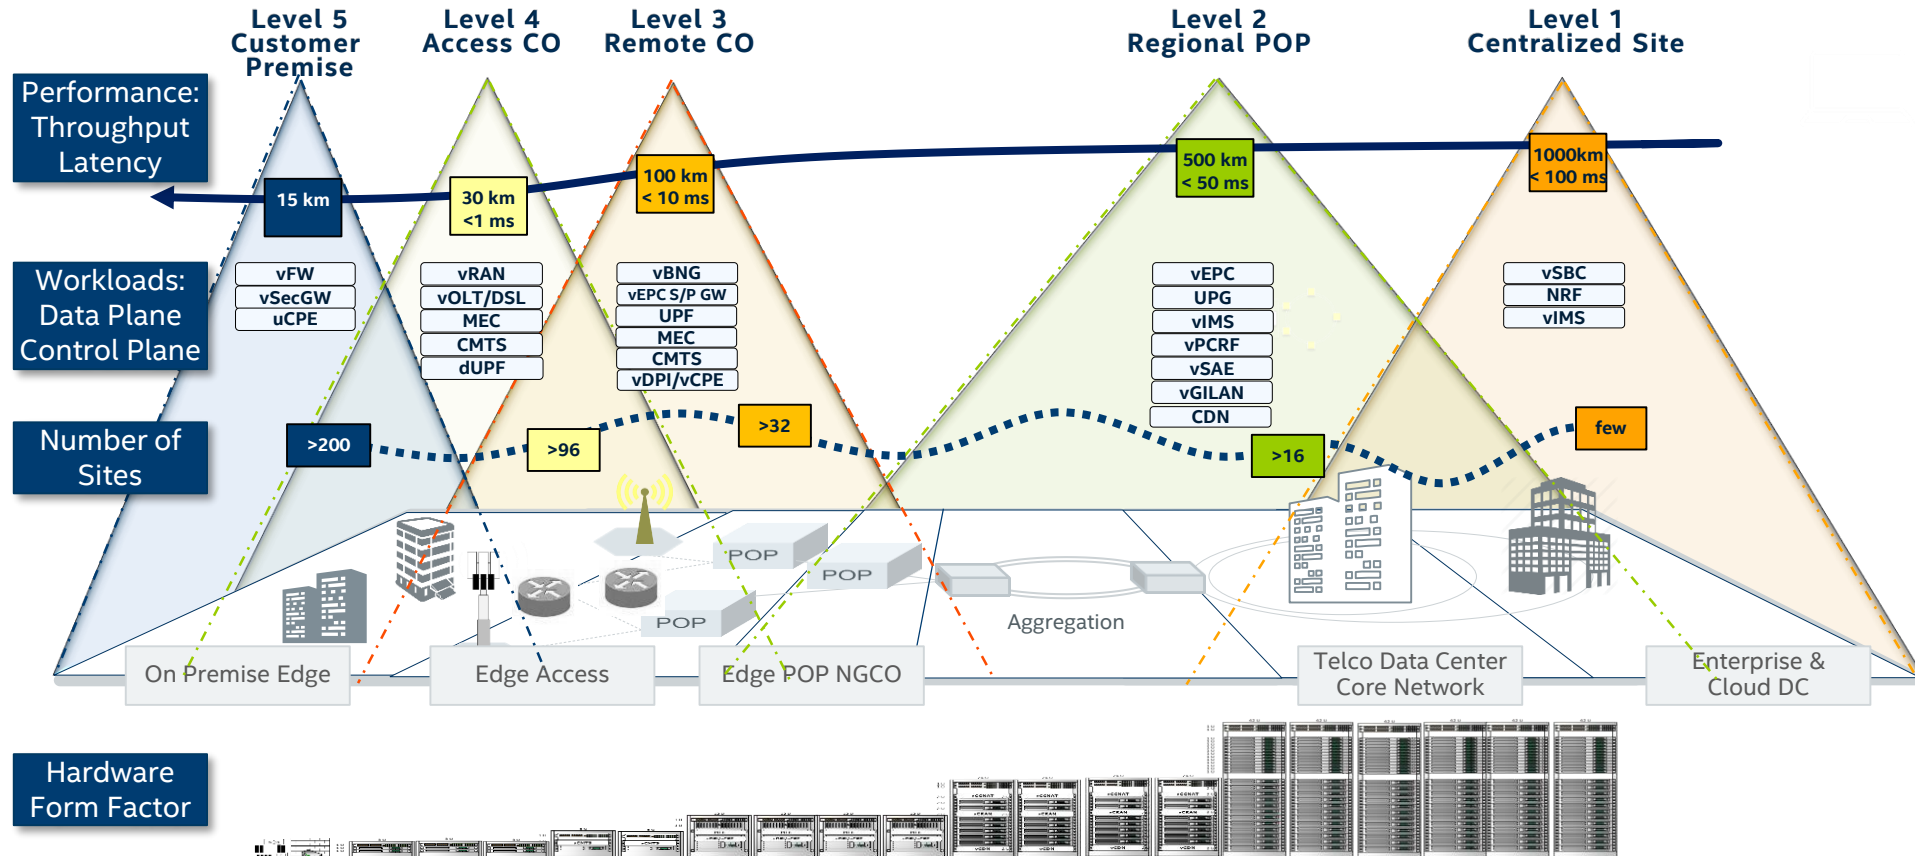 Level 5
Customer
Premise
Level 4
Access CO
Level 3
Remote CO
Level 2
Regional POP
Level 1
Centralized Site
Performance:
Throughput
Latency
15 km
30 km
<1 ms
100 km
< 10 ms
500 km
< 50 ms
1000km
< 100 ms
Workloads:
Data Plane
Control Plane
vFW
vSecGW
uCPE
vRAN
vOLT/DSL
MEC
CMTS
dUPF
vBNG
vEPC S/P GW
UPF
MEC
CMTS
vDPI/vCPE
vEPC
UPG
vIMS
vPCRF
vSAE
vGILAN
CDN
vSBC
NRF
vIMS
Number of
Sites
>200
>96
>32
>16
few
POP
POP
POP
Aggregation
On Premise Edge
Edge Access
Edge POP NGCO
Telco Data Center
Core Network
Enterprise &
Cloud DC
Hardware
Form Factor